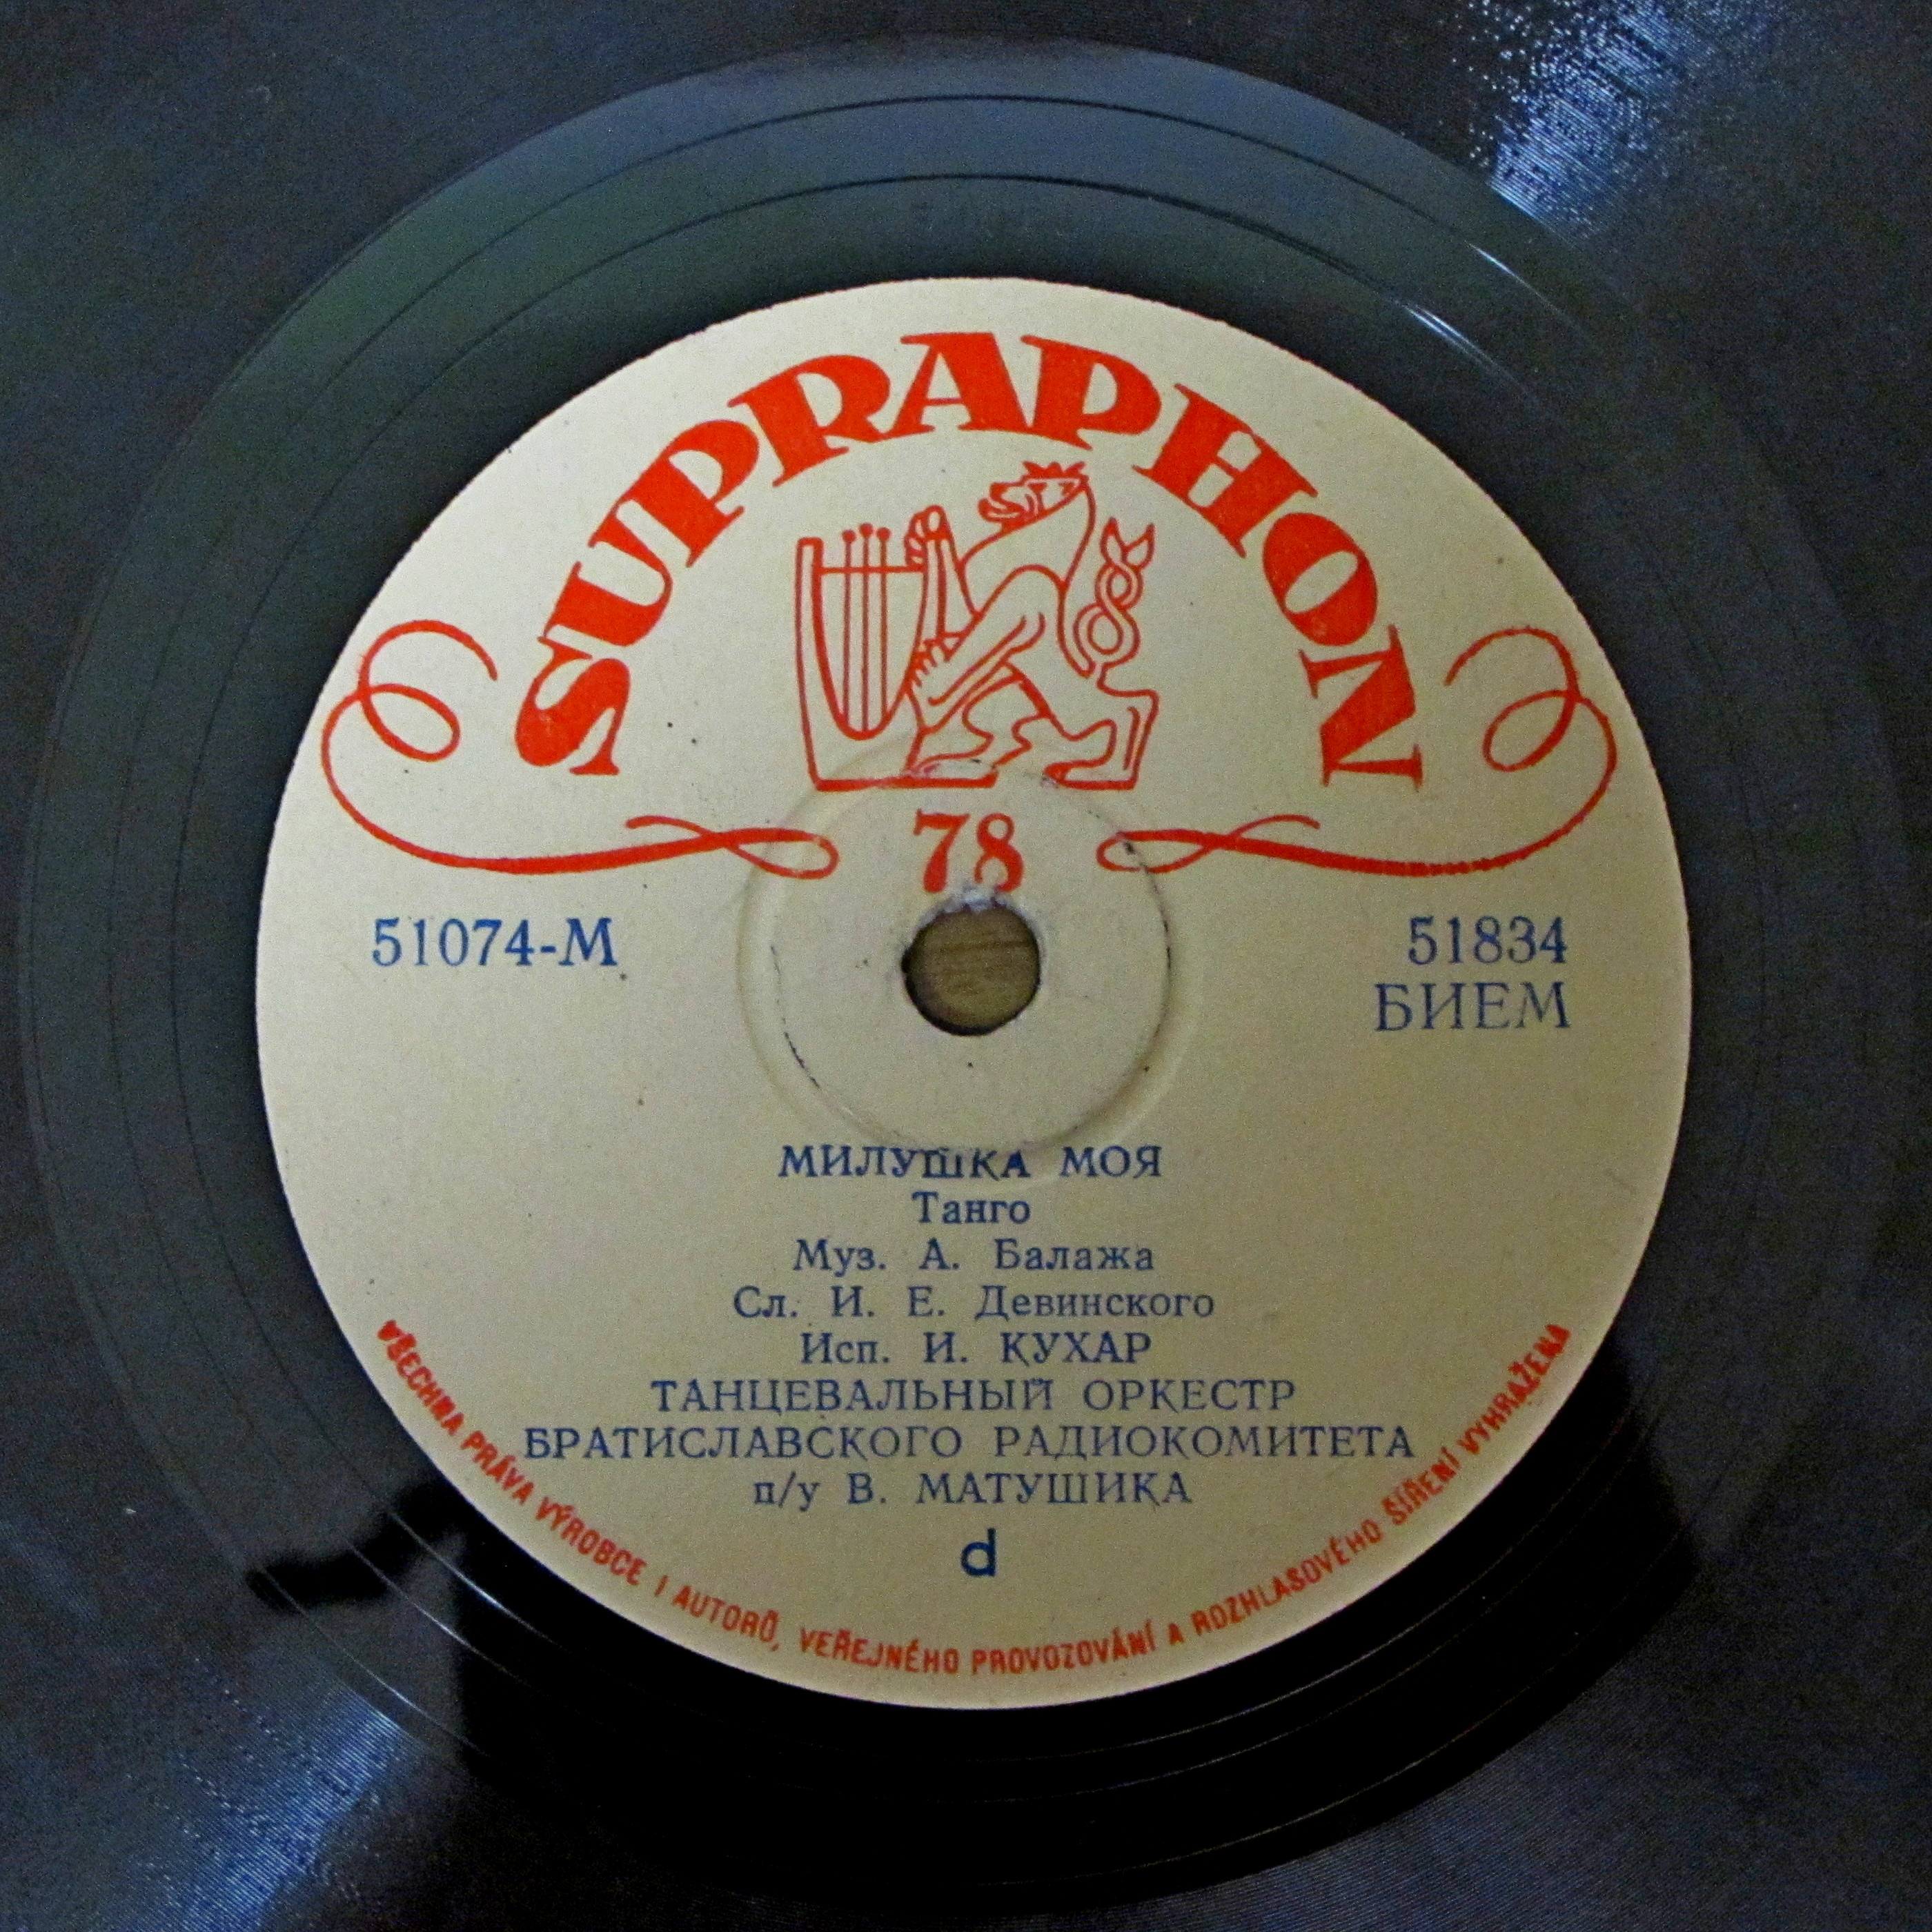 SUPRAPHON
78
51074-М
51834
БИЕМ
МИЛУШКА МОЯ
Танго
Муз. А. Балажа
Сл. И. Е. Девинского
Исп. И. КУХАР
ТАНЦЕВАЛЬНЫЙ ОРКЕСТР
БРАТИСЛАВСКОГО РАДИОКОМИТЕТА
п/у В. МАТУШИКА
d
VŠECHNA PRÁVA VÝROBCE I AUTORŮ, VEŘEJNÉHO PROVOZOVÁNÍ A ROZHLASOVÉHO ŠÍŘENÍ VYHRAŽENA